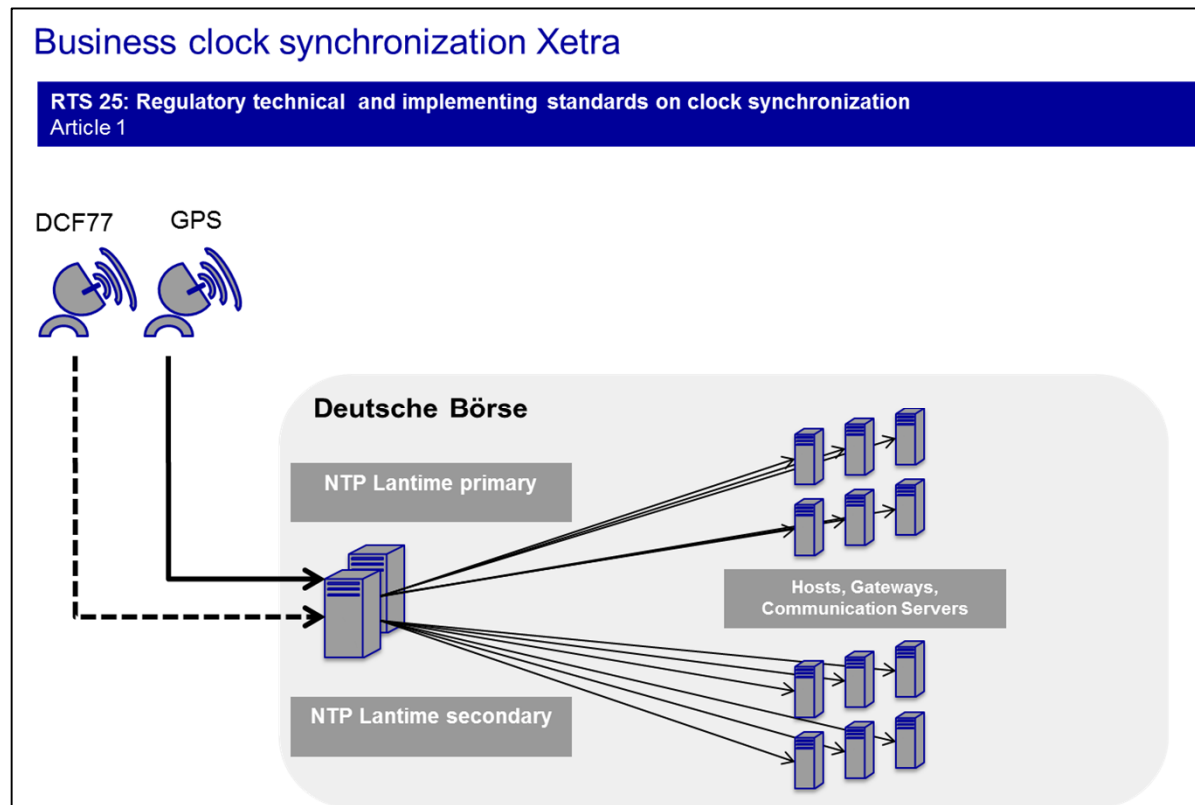 Business clock synchronization Xetra
RTS 25: Regulatory technical and implementing standards on clock synchronization
Article 1
DCF77
GPS
Deutsche Börse
NTP Lantime primary
Hosts, Gateways,
Communication Servers
NTP Lantime secondary